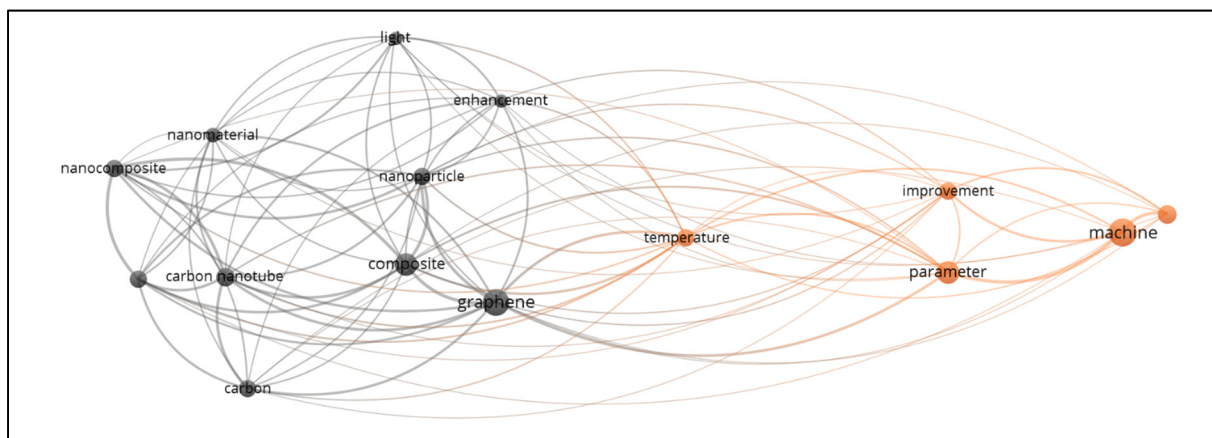 light
enhancement
nanomaterial
nanocomposite
nanoparticle
improvement
machine
temperature
composite
parameter
carbon nanotube
graphene
carbon